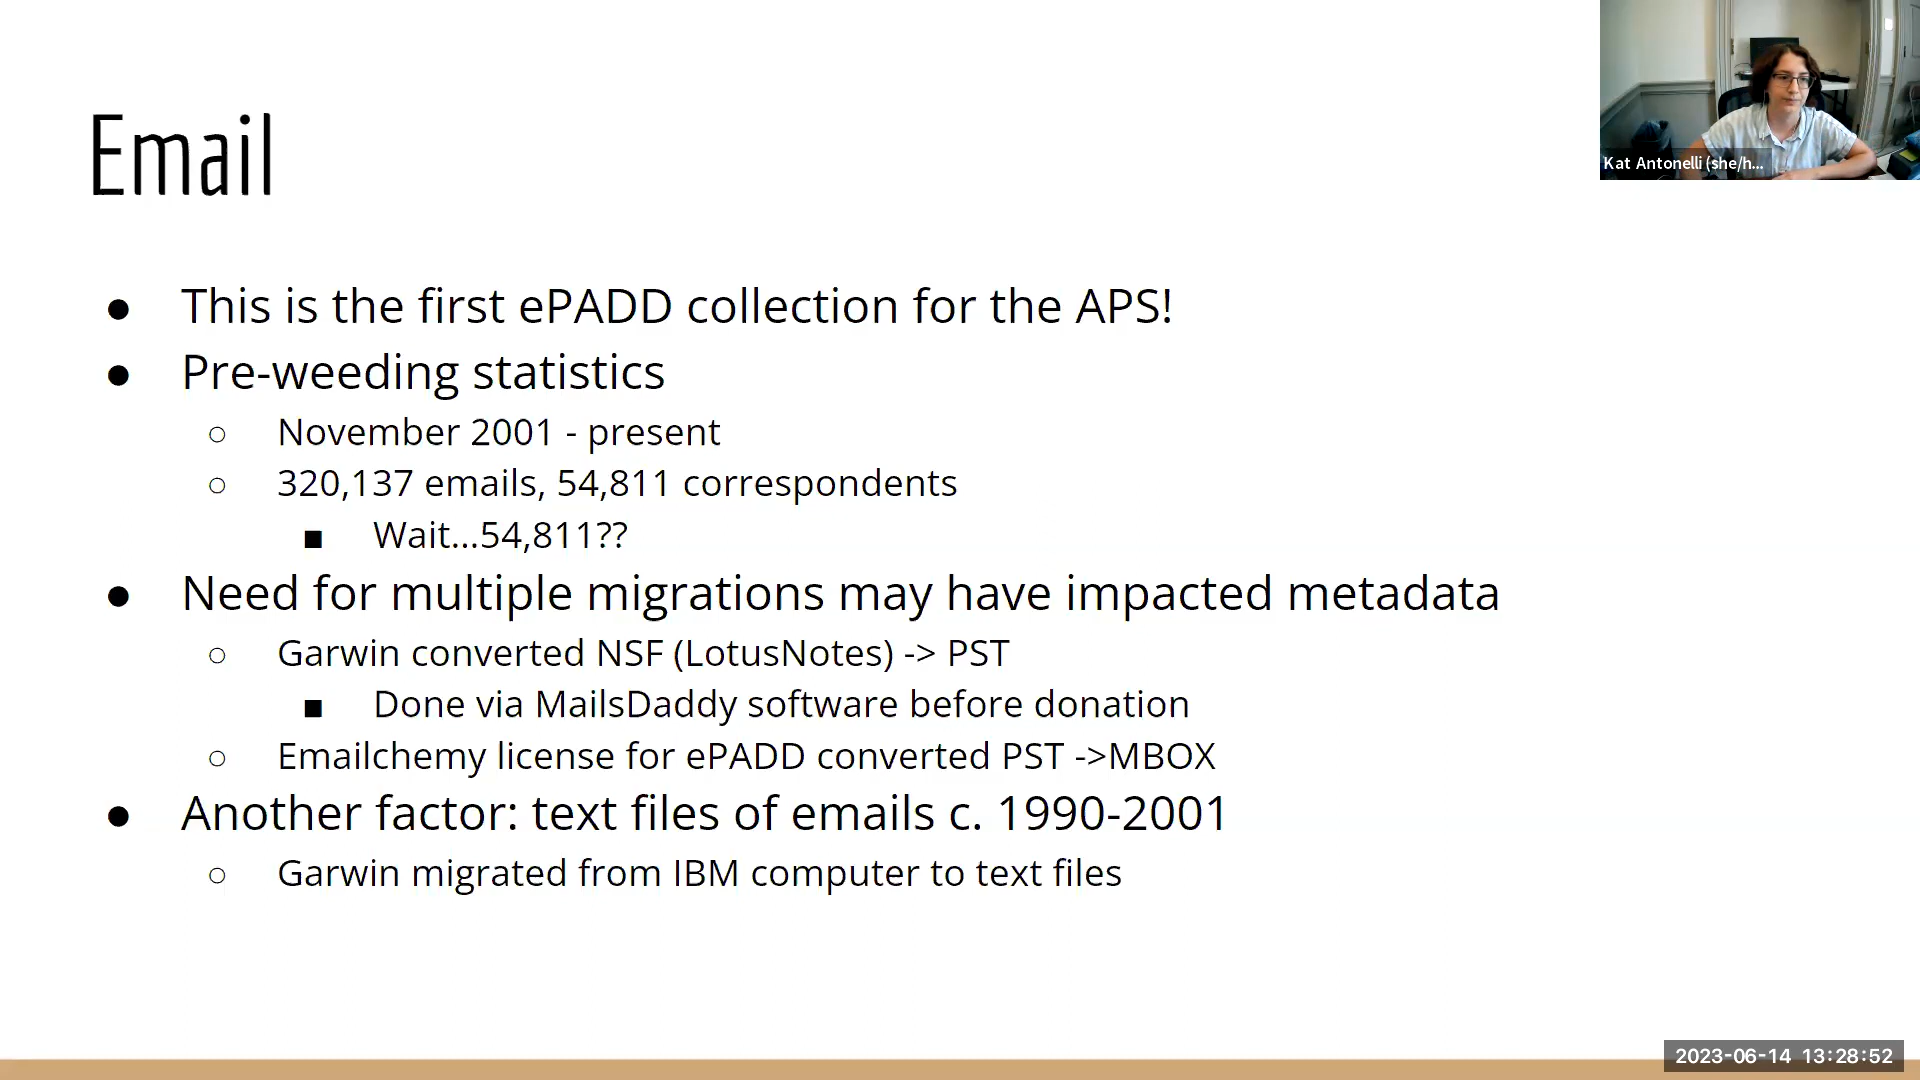 Email
Kat Antonelli (she/h...
● This is the first ePADD collection for the APS!
● Pre-weeding statistics
○ November 2001 - present
○ 320,137 emails, 54,811 correspondents
■ Wait...54,811??
● Need for multiple migrations may have impacted metadata
○ Garwin converted NSF (LotusNotes) -> PST
■ Done via MailsDaddy software before donation
○ Emailchemy license for ePADD converted PST ->MBOX
● Another factor: text files of emails c. 1990-2001
○ Garwin migrated from IBM computer to text files
2023-06-14 13:28:52